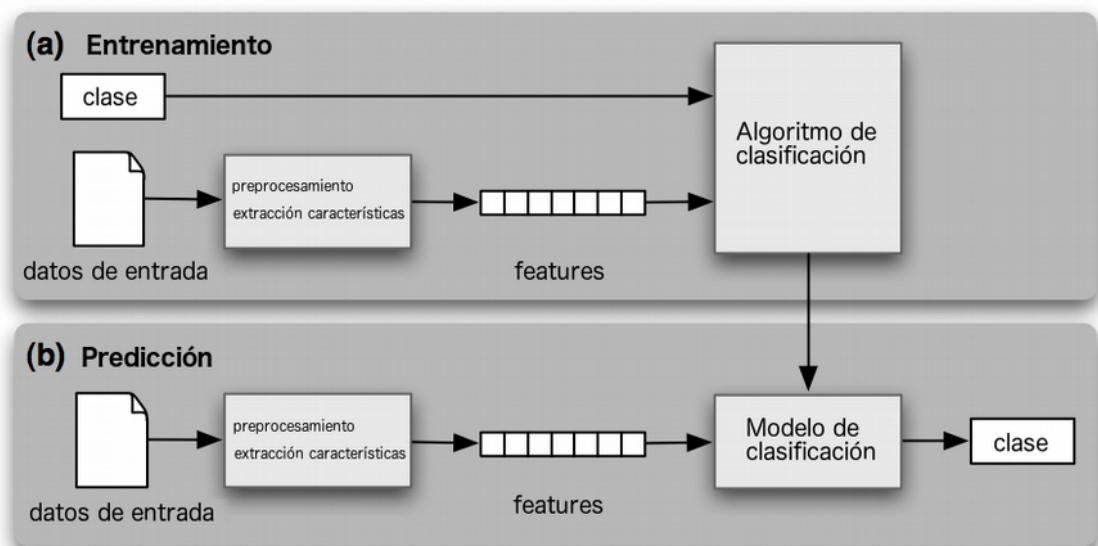 (a) Entrenamiento
clase
Algoritmo de
clasificación
preprocesamiento
extracción características
datos de entrada
features
(b) Predicción
preprocesamiento
extracción características
Modelo de
clasificación
clase
datos de entrada
features